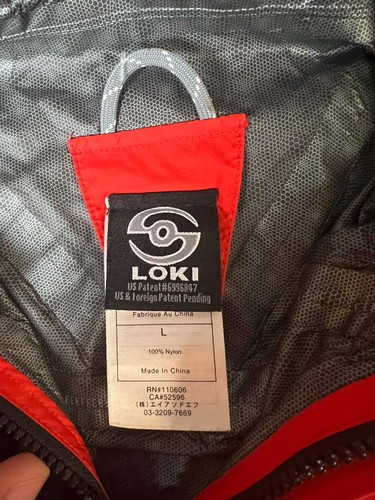 LOKI
US Patent#6996847
US & Foreign Patent Pending
Fabriqué Au China
L
100% Nylon
Made In China
RN#110606
CA#52596
(株)エイアンドエフ
03-3209-7669